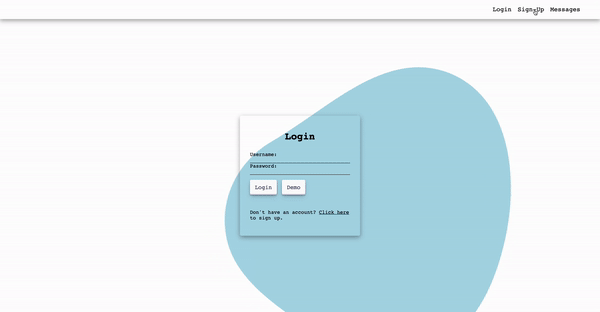 Login Sign Up Messages
Login
Username:
Password:
Login Demo
Don't have an account? Click here
to sign up.